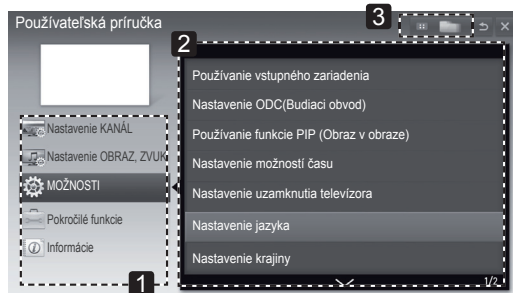 Používateľská príručka
3
2
Nastavenie KANÁL
Nastavenie OBRAZ, ZVUK
MOŽNOSTI
Pokročilé funkcie
Informácie
1
Používanie vstupného zariadenia
Nastavenie ODC(Budiaci obvod)
Používanie funkcie PIP (Obraz v obraze)
Nastavenie možností času
Nastavenie uzamknutia televízora
Nastavenie jazyka
Nastavenie krajiny
1/2